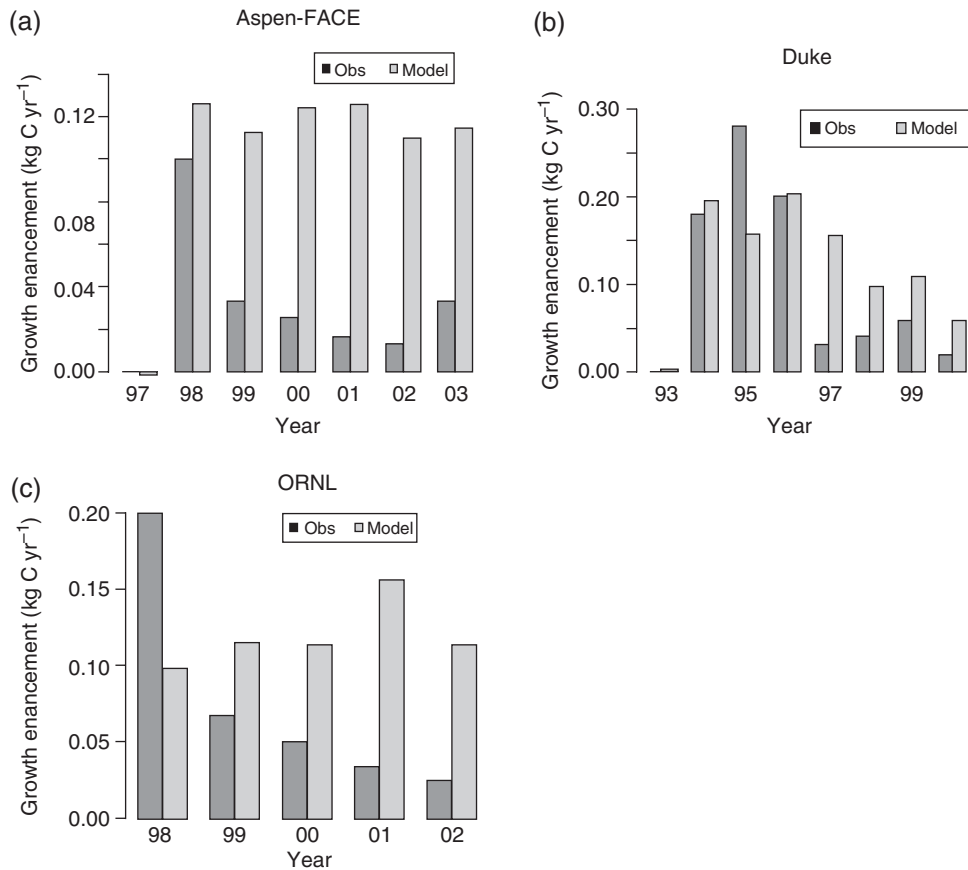 (a)
Aspen-FACE
Obs Model
Growth enancement (kg C yr⁻¹)
0.12
0.08
0.04
0.00
97 98 99 00 01 02 03
Year
(b)
Duke
Obs Model
Growth enancement (kg C yr⁻¹)
0.30
0.20
0.10
0.00
93 95 97 99
Year
(c)
ORNL
Obs Model
Growth enancement (kg C yr⁻¹)
0.20
0.15
0.10
0.05
0.00
98 99 00 01 02
Year